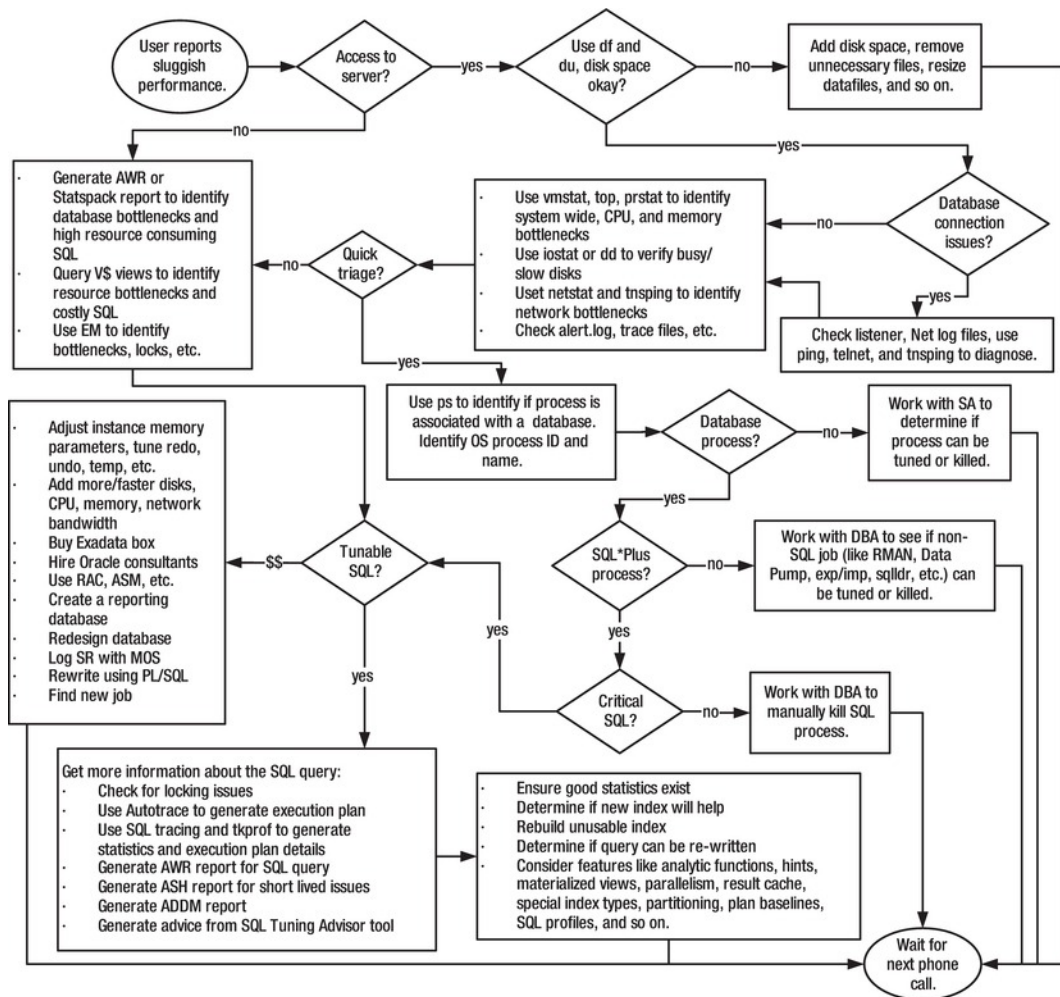 User reports
sluggish
performance.
Access to
server?
yes
Use df and
du, disk space
okay?
no
Add disk space, remove
unnecessary files, resize
datafiles, and so on.
no
yes
· Generate AWR or
Statspack report to identify
database bottlenecks and
high resource consuming
SQL
· Query V$ views to identify
resource bottlenecks and
costly SQL
· Use EM to identify
bottlenecks, locks, etc.
no
Quick
triage?
· Use vmstat, top, prstat to identify
system wide, CPU, and memory
bottlenecks
· Use iostat or dd to verify busy/
slow disks
· Uset netstat and tnsping to identify
network bottlenecks
· Check alert.log, trace files, etc.
no
Database
connection
issues?
yes
Check listener, Net log files, use
ping, telnet, and tnsping to diagnose.
yes
Use ps to identify if process is
associated with a database.
Identify OS process ID and
name.
Database
process?
no
Work with SA to
determine if
process can be
tuned or killed.
yes
· Adjust instance memory
parameters, tune redo,
undo, temp, etc.
· Add more/faster disks,
CPU, memory, network
bandwidth
· Buy Exadata box
· Hire Oracle consultants
· Use RAC, ASM, etc.
· Create a reporting
database
· Redesign database
· Log SR with MOS
· Rewrite using PL/SQL
· Find new job
$$
Tunable
SQL?
SQL*Plus
process?
no
Work with DBA to see if non-
SQL job (like RMAN, Data
Pump, exp/imp, sqlldr, etc.) can
be tuned or killed.
yes
yes
yes
Critical
SQL?
no
Work with DBA to
manually kill SQL
process.
Get more information about the SQL query:
· Check for locking issues
· Use Autotrace to generate execution plan
· Use SQL tracing and tkprof to generate
statistics and execution plan details
· Generate AWR report for SQL query
· Generate ASH report for short lived issues
· Generate ADDM report
· Generate advice from SQL Tuning Advisor tool
· Ensure good statistics exist
· Determine if new index will help
· Rebuild unusable index
· Determine if query can be re-written
· Consider features like analytic functions, hints,
materialized views, parallelism, result cache,
special index types, partitioning, plan baselines,
SQL profiles, and so on.
Wait for
next phone
call.